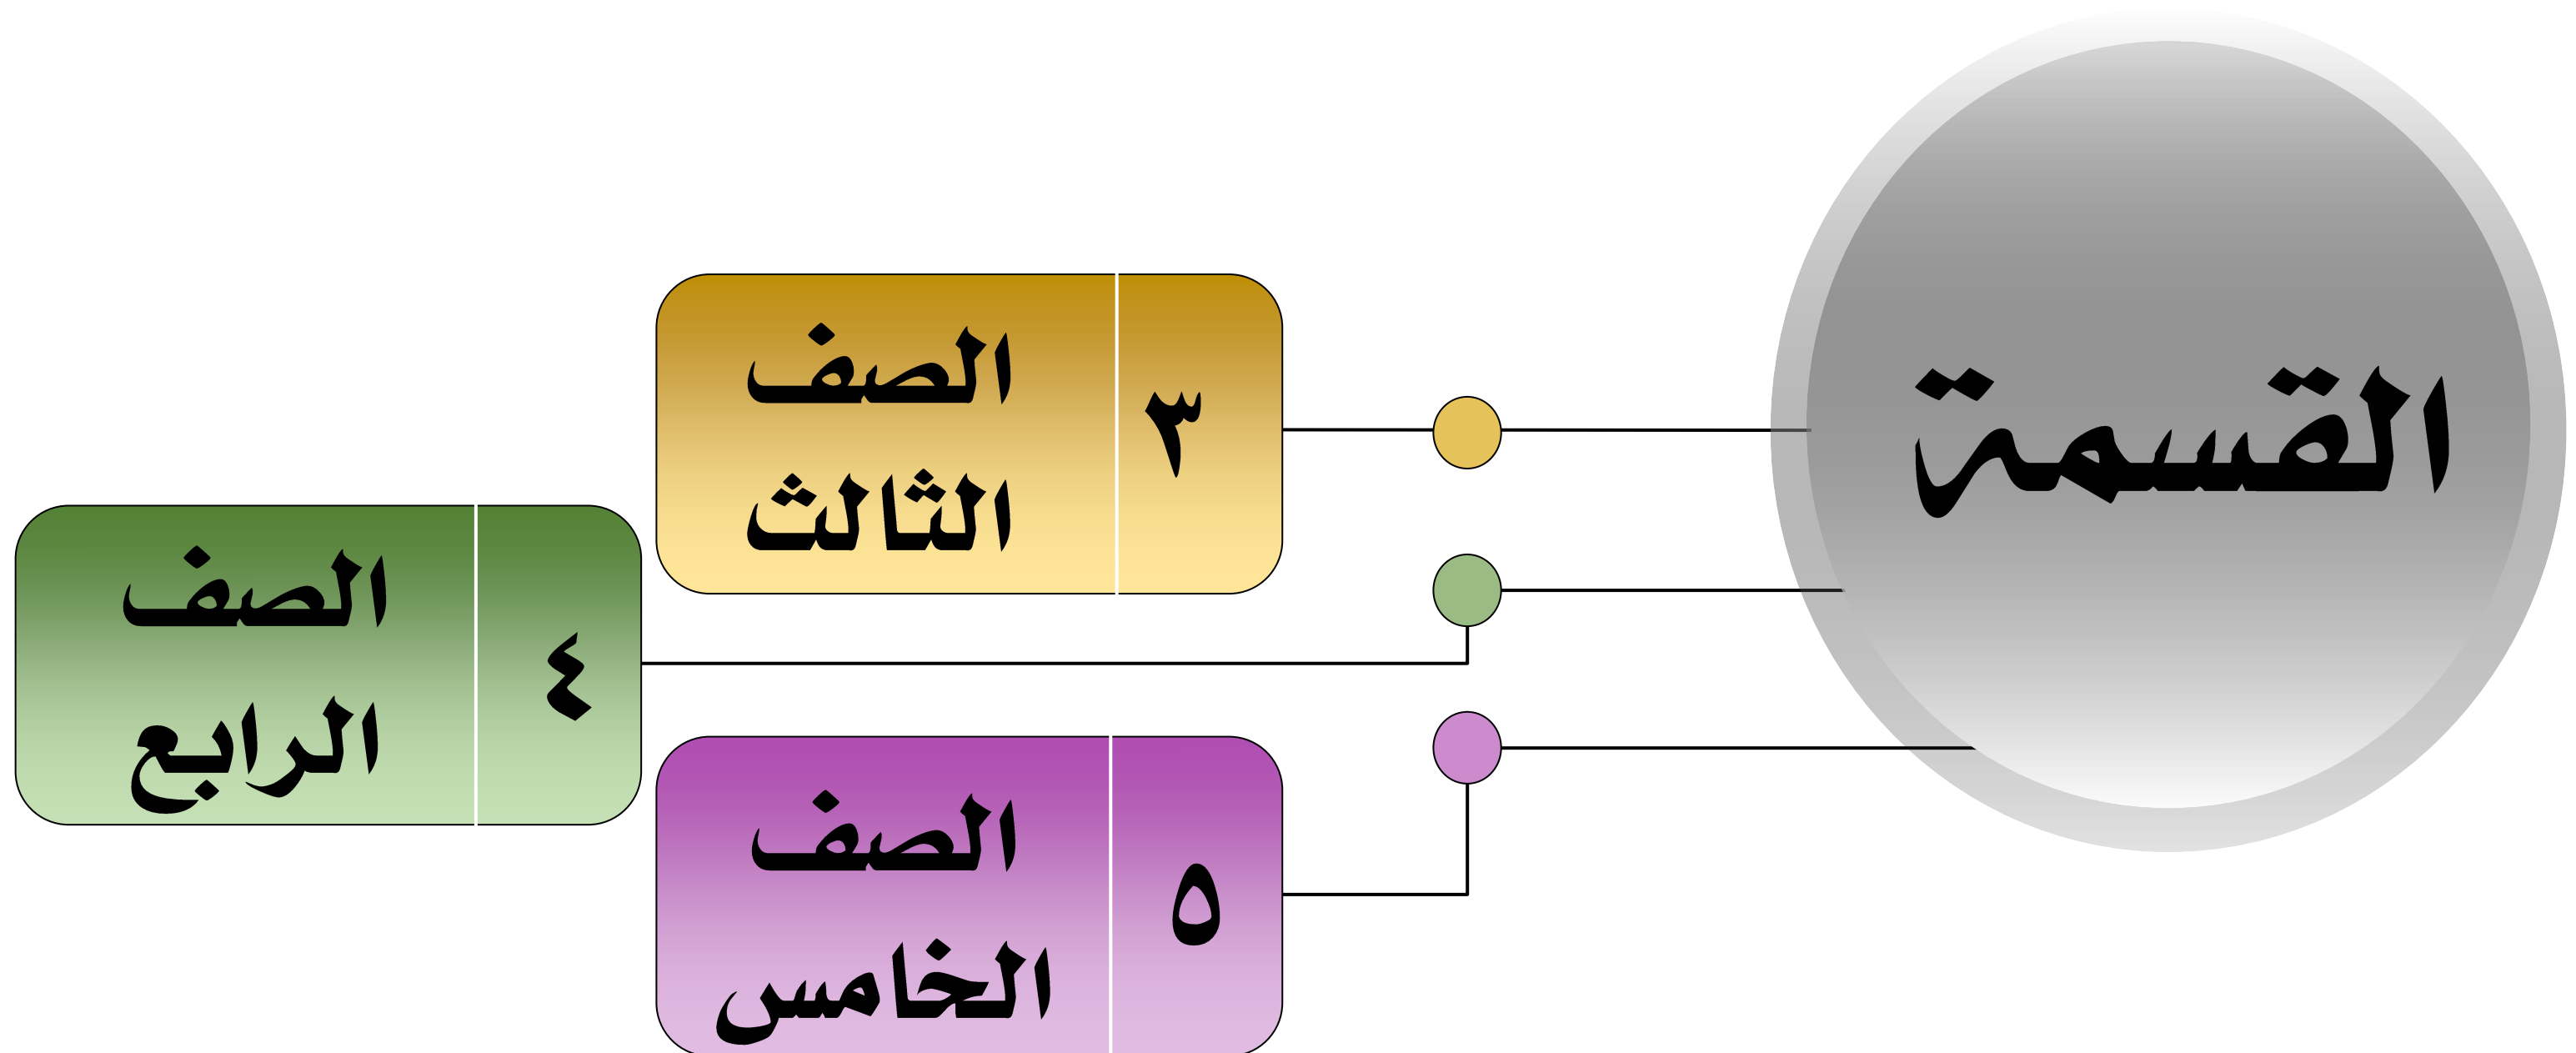 القسمة
٣
الصف
الثالث
٤
الصف
الرابع
٥
الصف
الخامس